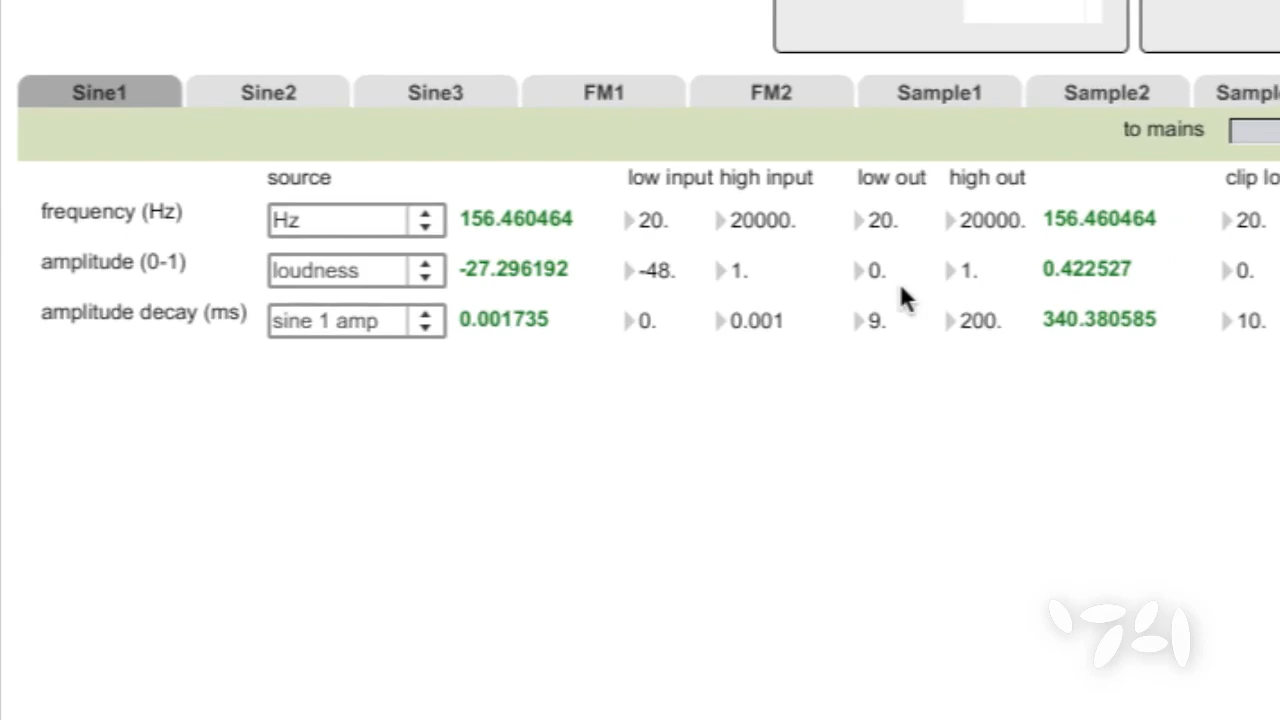 Sine1 Sine2 Sine3 FM1 FM2 Sample1 Sample2
to mains
source low input high input low out high out
frequency (Hz) Hz 156.460464 20. 20000. 20. 20000. 156.460464 20.
amplitude (0-1) loudness -27.296192 -48. 1. 0. 1. 0.422527 0.
amplitude decay (ms) sine 1 amp 0.001735 0. 0.001 9. 200. 340.380585 10.